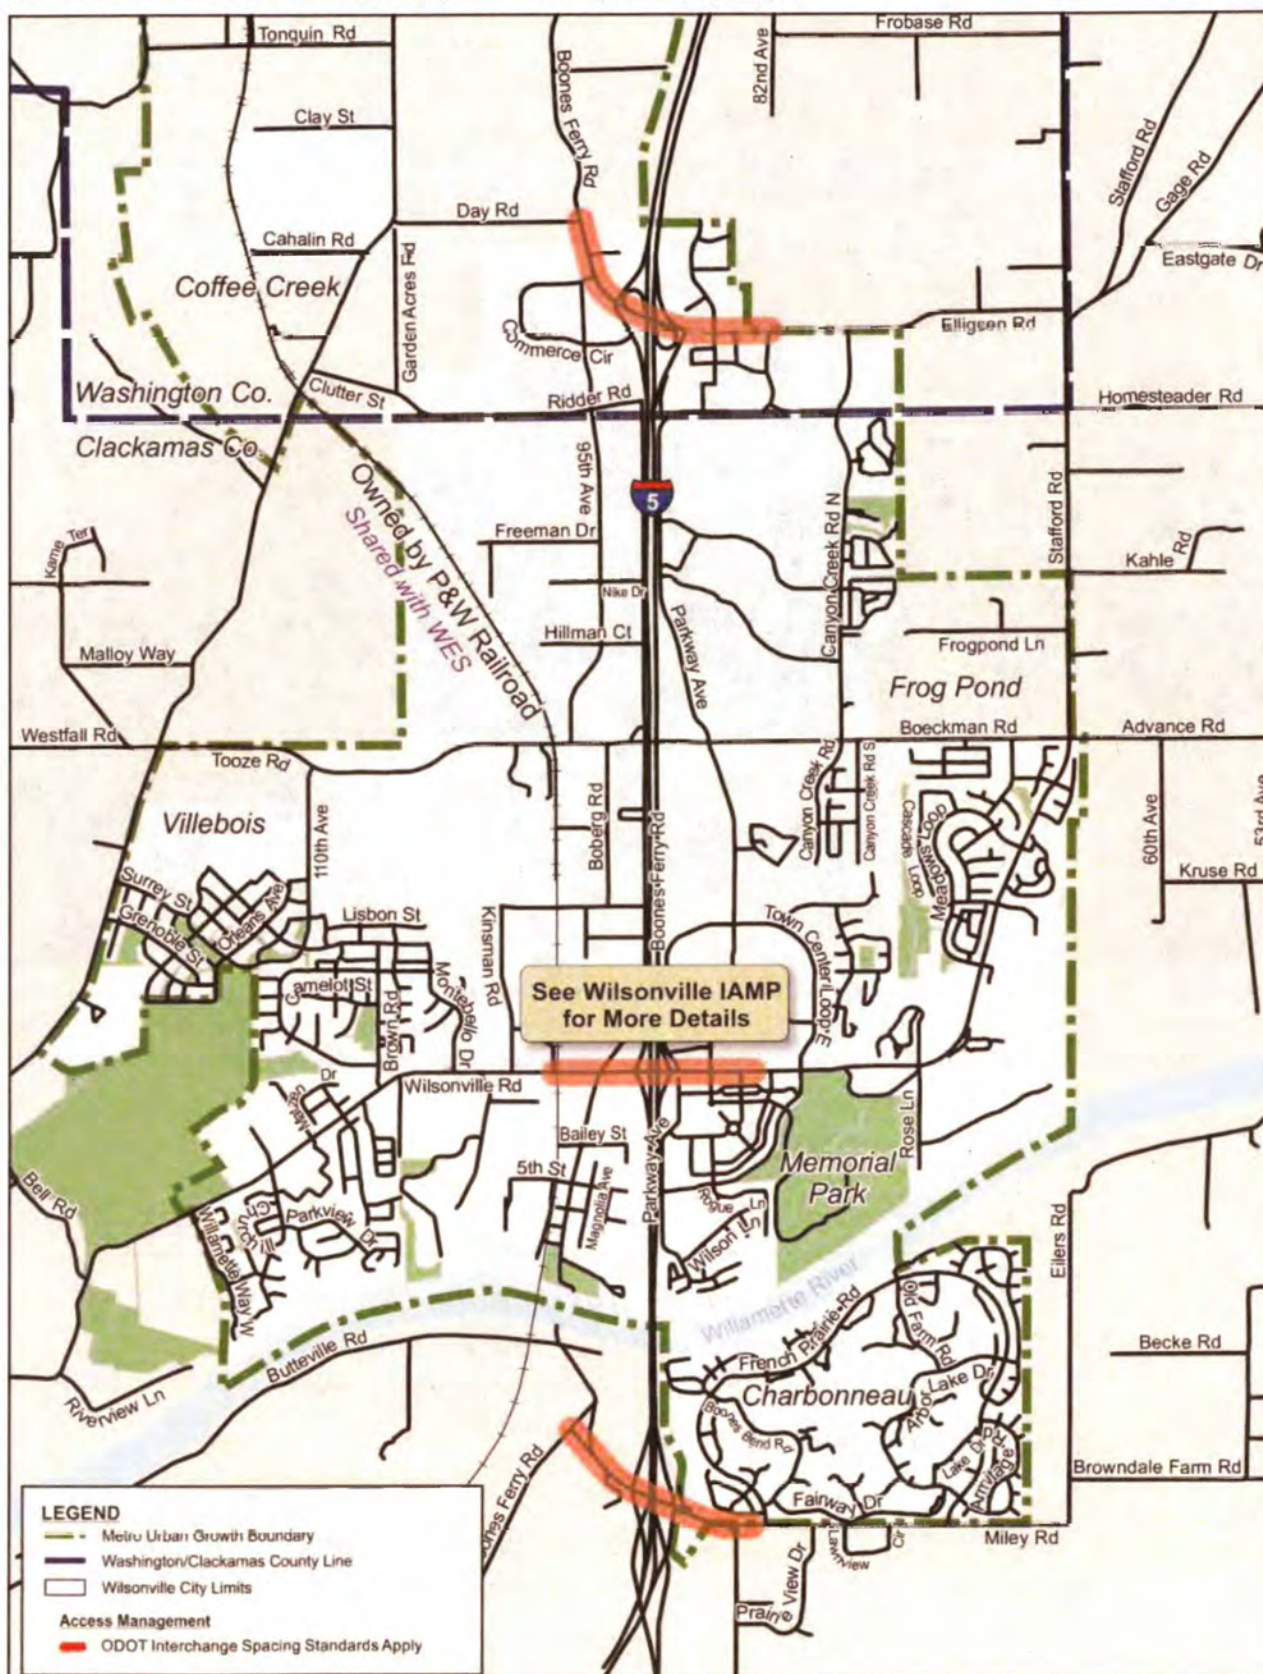 Tonquin Rd
Boones Ferry Rd
82nd Ave
Frobase Rd
Clay St
Stafford Rd
Gage Rd
Day Rd
Cahalin Rd
Eastgate Dr
Coffee Creek
Garden Acres Rd
Commerce Cir
Elligsen Rd
Washington Co.
Clutter St
Ridder Rd
Homesteader Rd
Clackamas Co.
95th Ave
5
Owned by P&W Railroad
Shared with WES
Canyon Creek Rd N
Stafford Rd
Freeman Dr
Kame Ter
Kahle Rd
Nike Dr
Hillman Ct
Parkway Ave
Frogpond Ln
Malloy Way
Frog Pond
Westfall Rd
Boeckman Rd
Advance Rd
Tooze Rd
Canyon Creek Rd
Canyon Creek Rd S
Villebois
110th Ave
Boberg Rd
Boones Ferry Rd
Cascade Loop
Meadows Loop
60th Ave
53rd Ave
Kruse Rd
Surrey St
Grenoble St
Orleans Ave
Lisbon St
Kinsman Rd
Town Center Loop E
Camelot St
Brown Rd
Montebello Dr
See Wilsonville IAMP
for More Details
Wilsonville Rd
Dr
Bailey St
Parkway Ave
Rose Ln
Memorial
Park
5th St
Magnolia Ave
Rogue
Ln
Wilson Ln
Bell Rd
Churchill
Parkview Dr
Willamette Way W
Eilers Rd
Willamette River
Butteville Rd
French Prairie Rd
Old Farm Rd
Becke Rd
Riverview Ln
Charbonneau
Arbor Lake Dr
Boones Bend Rd
Lake Dr
Armitage Rd
Browndale Farm Rd
Fairway Dr
Lawnview
Cir
Miley Rd
Prairie View Dr
ones Ferry Rd
LEGEND
Metro Urban Growth Boundary
Washington/Clackamas County Line
Wilsonville City Limits
Access Management
ODOT Interchange Spacing Standards Apply